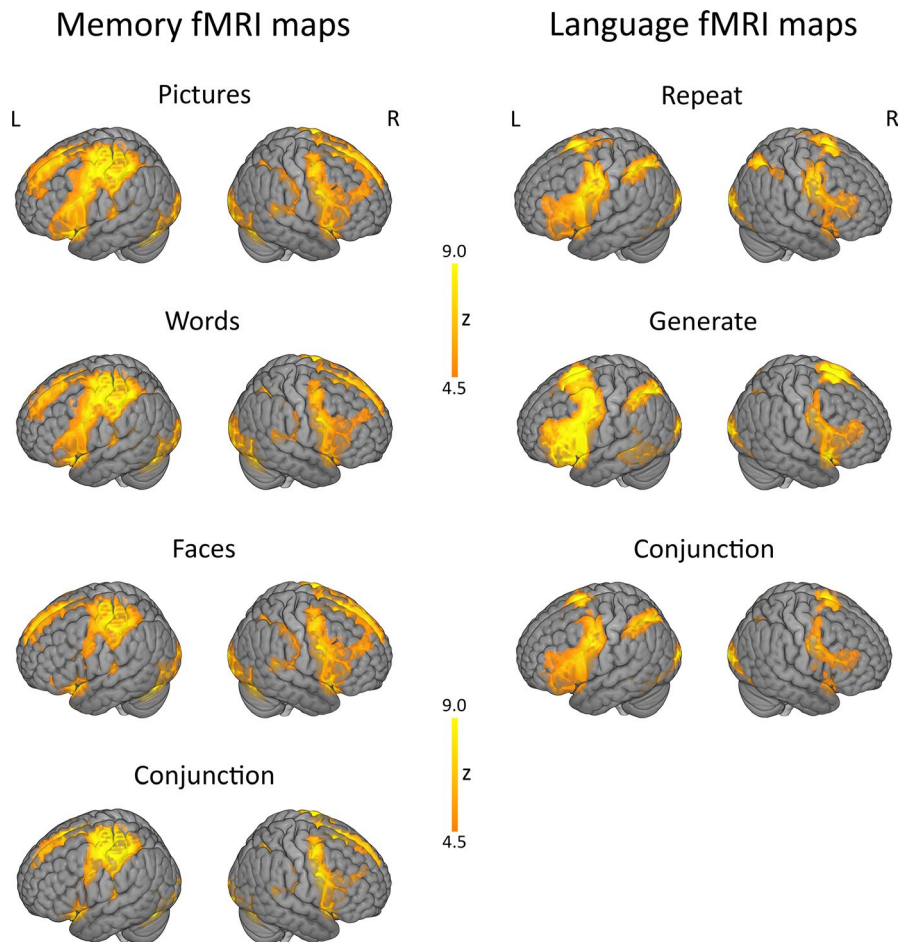 Memory fMRI maps
Language fMRI maps
Pictures
Repeat
L
R
L
R
9.0
z
4.5
Words
Generate
Faces
Conjunction
9.0
z
4.5
Conjunction